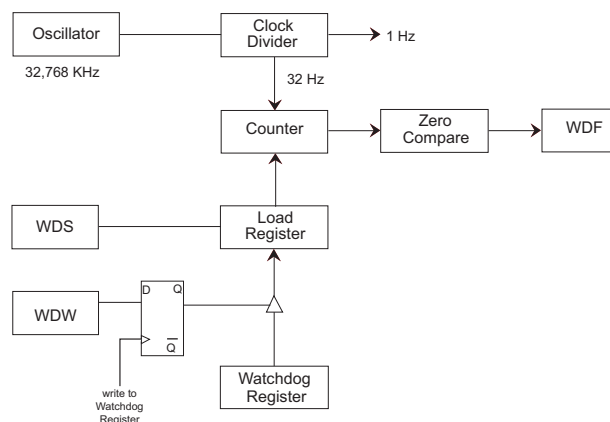 Oscillator
Clock
Divider
1 Hz
32,768 KHz
32 Hz
Counter
Zero
Compare
WDF
WDS
Load
Register
D
Q
WDW
Q
write to
Watchdog
Register
Watchdog
Register